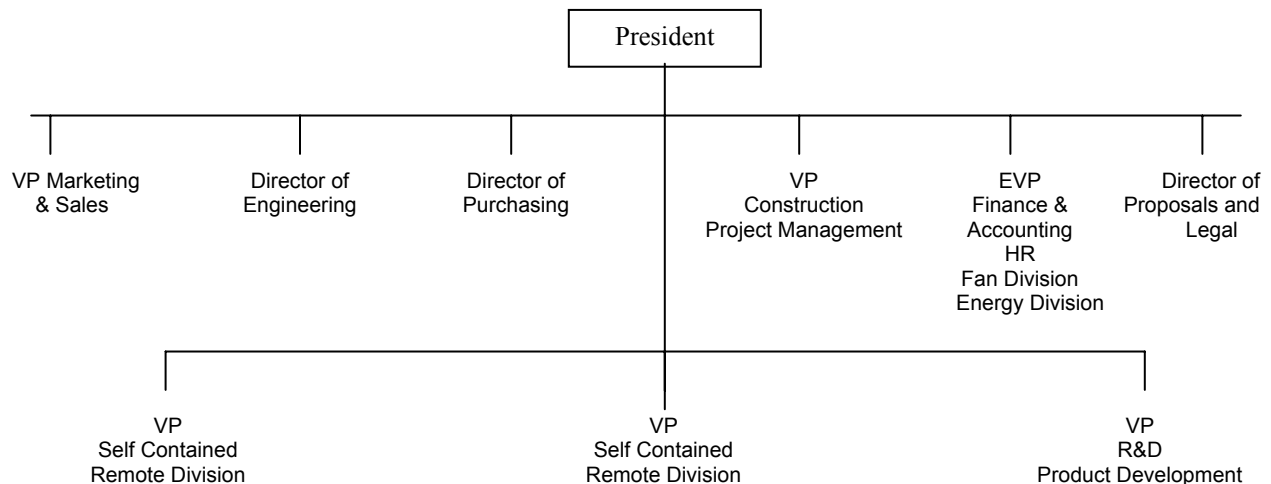 President
VP Marketing
& Sales
Director of
Engineering
Director of
Purchasing
VP
Construction
Project Management
EVP
Finance &
Accounting
HR
Fan Division
Energy Division
Director of
Proposals and
Legal
VP
Self Contained
Remote Division
VP
Self Contained
Remote Division
VP
R&D
Product Development